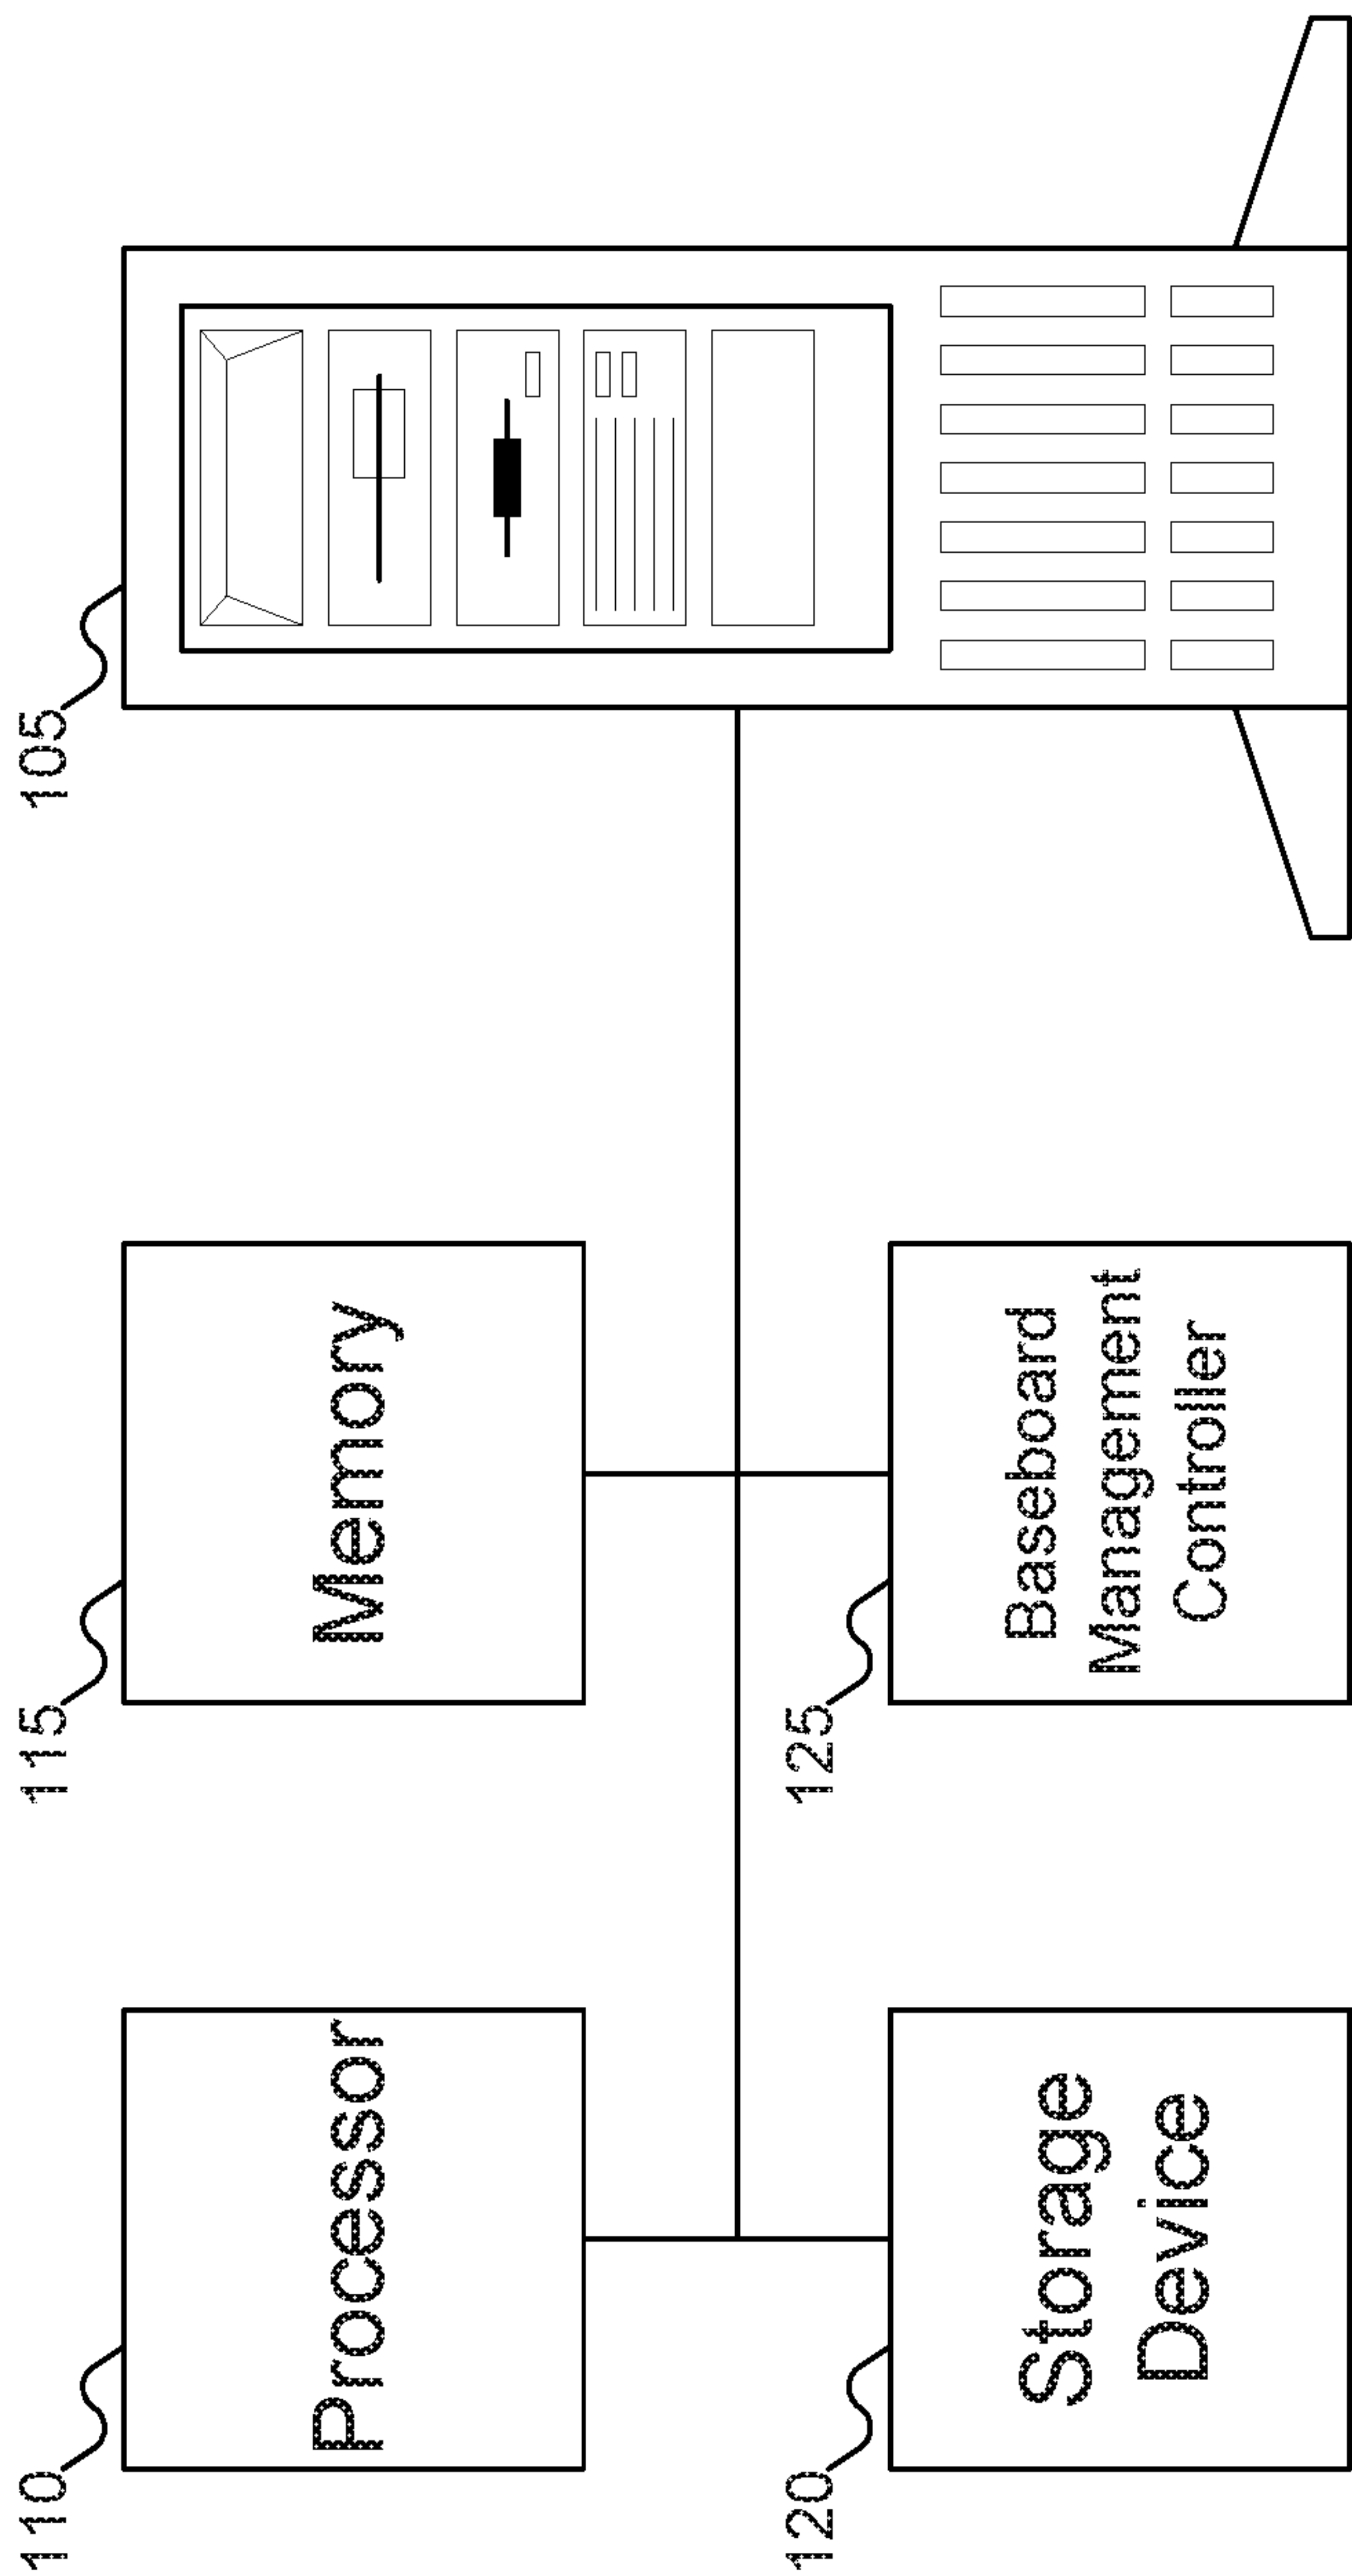 110
Processor
115
Memory
105
120
Storage
Device
125
Baseboard
Management
Controller